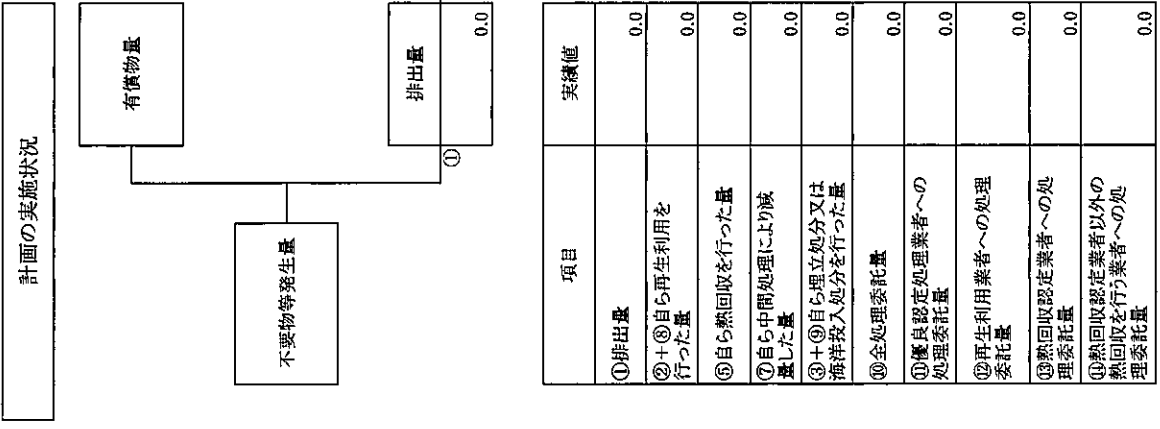 計画の実施状況
有償物量
不要物等発生量
排出量
①
0.0
項目
実績値
①排出量
0.0
②+⑧自ら再生利用を
行った量
0.0
⑤自ら熱回収を行った量
0.0
⑦自ら中間処理により減
量した量
0.0
③+⑨自ら埋立処分又は
海洋投入処分を行った量
0.0
⑩全処理委託量
0.0
⑪優良認定処理業者への
処理委託量
0.0
⑫再生利用業者への処理
委託量
0.0
⑬熱回収認定業者への処
理委託量
0.0
⑭熱回収認定業者以外の
熱回収を行う業者への処
理委託量
0.0